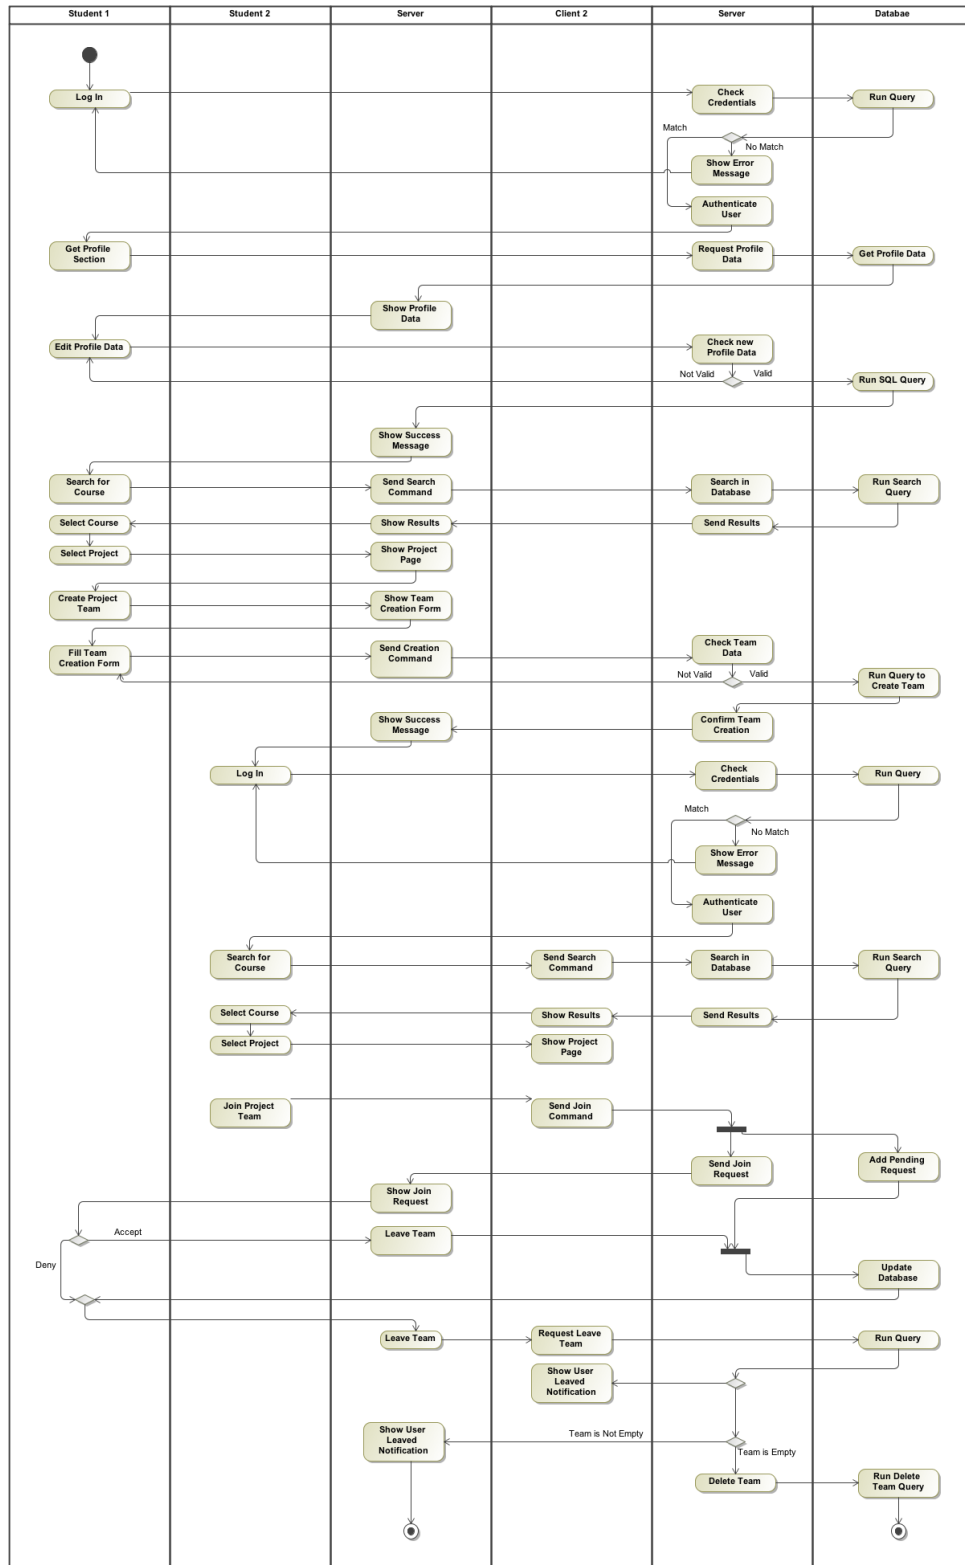 Student 1
Student 2
Server
Client 2
Server
Databae
Log In
Check
Credentials
Run Query
Match
No Match
Show Error
Message
Authenticate
User
Get Profile
Section
Request Profile
Data
Get Profile Data
Show Profile
Data
Edit Profile Data
Check new
Profile Data
Not Valid
Valid
Run SQL Query
Show Success
Message
Search for
Course
Send Search
Command
Search in
Database
Run Search
Query
Select Course
Show Results
Send Results
Select Project
Show Project
Page
Create Project
Team
Show Team
Creation Form
Fill Team
Creation Form
Send Creation
Command
Check Team
Data
Not Valid
Valid
Run Query to
Create Team
Show Success
Message
Confirm Team
Creation
Log In
Check
Credentials
Run Query
Match
No Match
Show Error
Message
Authenticate
User
Search for
Course
Send Search
Command
Search in
Database
Run Search
Query
Select Course
Show Results
Send Results
Select Project
Show Project
Page
Join Project
Team
Send Join
Command
Send Join
Request
Add Pending
Request
Show Join
Request
Accept
Leave Team
Deny
Update
Database
Leave Team
Request Leave
Team
Run Query
Show User
Leaved
Notification
Show User
Leaved
Notification
Team is Not Empty
Team is Empty
Delete Team
Run Delete
Team Query